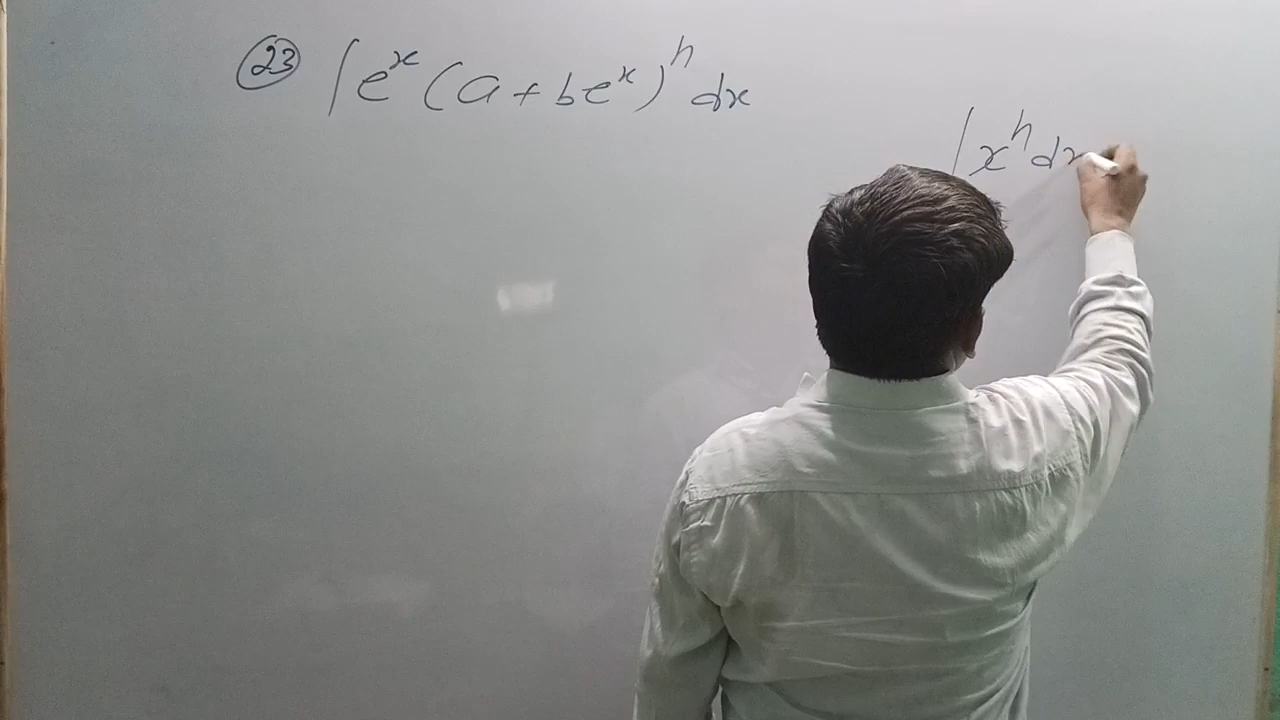 (23) ∫ e^x (a + be^x)^n dx
∫ x^n dx